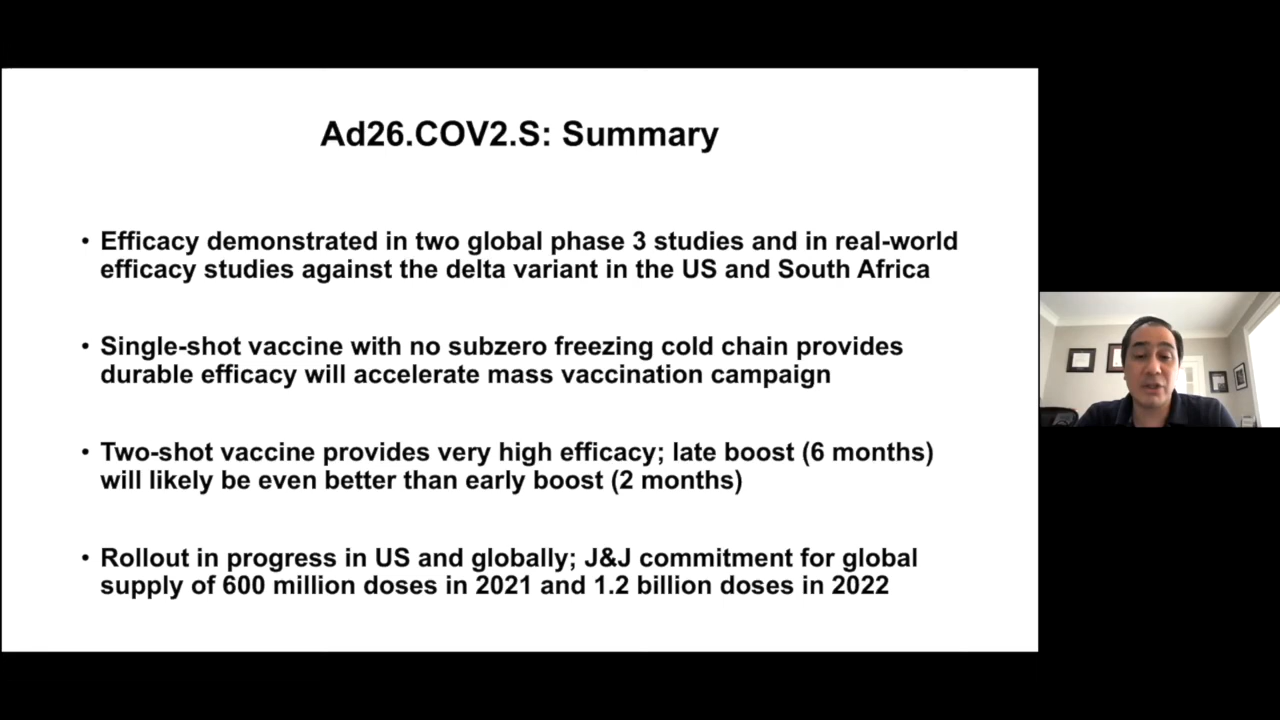 Ad26.COV2.S: Summary
• Efficacy demonstrated in two global phase 3 studies and in real-world
efficacy studies against the delta variant in the US and South Africa
• Single-shot vaccine with no subzero freezing cold chain provides
durable efficacy will accelerate mass vaccination campaign
• Two-shot vaccine provides very high efficacy; late boost (6 months)
will likely be even better than early boost (2 months)
• Rollout in progress in US and globally; J&J commitment for global
supply of 600 million doses in 2021 and 1.2 billion doses in 2022